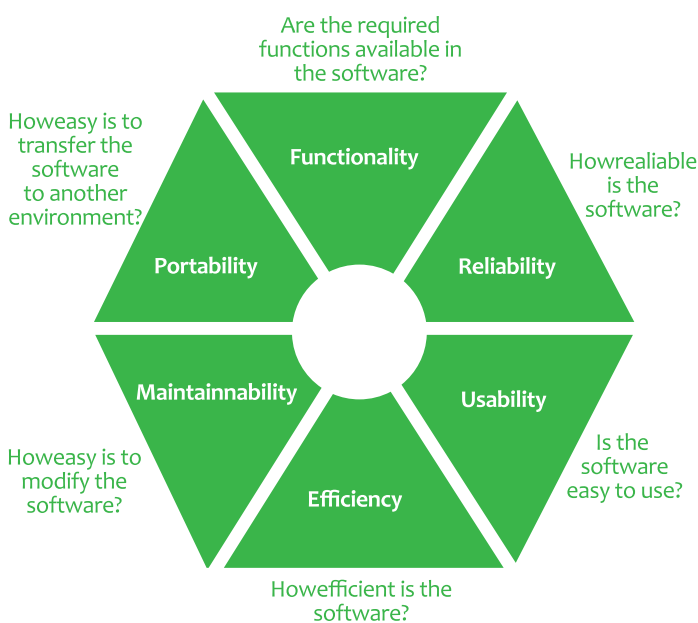 Are the required
functions available in
the software?
Functionality
Howeasy is to
transfer the
software
to another
environment?
Portability
Howrealiable
is the
software?
Reliability
Maintainnability
Howeasy is to
modify the
software?
Usability
Is the
software
easy to use?
Efficiency
Howefficient is the
software?